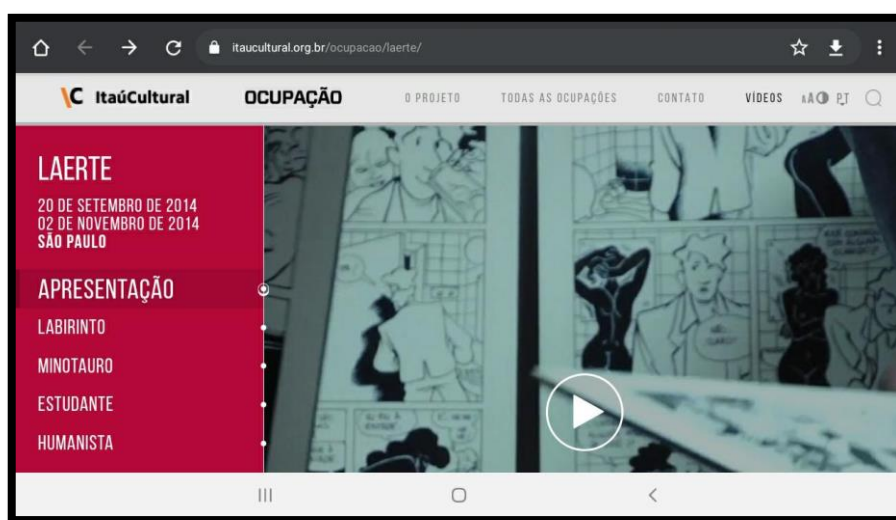 itaucultural.org.br/ocupacao/laerte/
ItaúCultural OCUPAÇÃO O PROJETO TODAS AS OCUPAÇÕES CONTATO VÍDEOS AA PT
LAERTE
20 DE SETEMBRO DE 2014
02 DE NOVEMBRO DE 2014
SÃO PAULO
APRESENTAÇÃO
LABIRINTO
MINOTAURO
ESTUDANTE
HUMANISTA